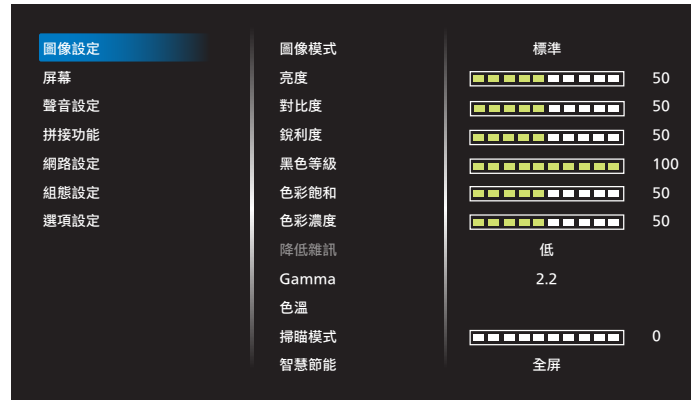 圖像設定 圖像模式 標準
屏幕 亮度 50
聲音設定 對比度 50
拼接功能 銳利度 50
網路設定 黑色等級 100
組態設定 色彩飽和 50
選項設定 色彩濃度 50
降低雜訊 低
Gamma 2.2
色溫
掃瞄模式 0
智慧節能 全屏